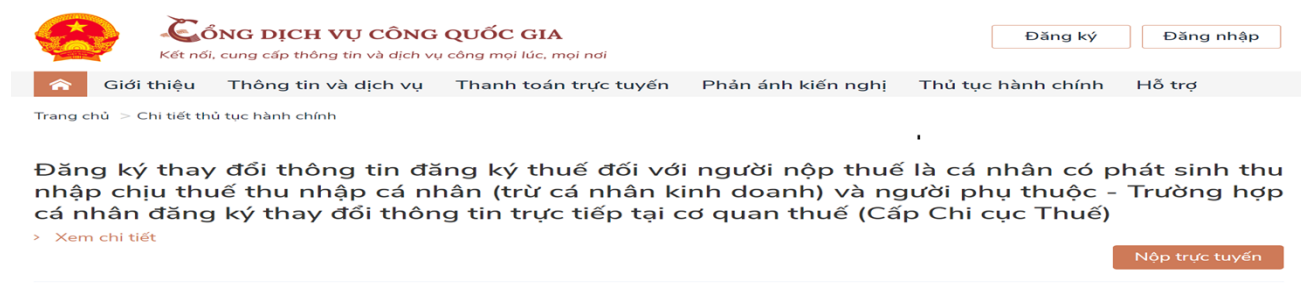 CỔNG DỊCH VỤ CÔNG QUỐC GIA
Kết nối, cung cấp thông tin và dịch vụ công mọi lúc, mọi nơi
Đăng ký Đăng nhập
Giới thiệu Thông tin và dịch vụ Thanh toán trực tuyến Phản ánh kiến nghị Thủ tục hành chính Hỗ trợ
Trang chủ > Chi tiết thủ tục hành chính
Đăng ký thay đổi thông tin đăng ký thuế đối với người nộp thuế là cá nhân có phát sinh thu
nhập chịu thuế thu nhập cá nhân (trừ cá nhân kinh doanh) và người phụ thuộc - Trường hợp
cá nhân đăng ký thay đổi thông tin trực tiếp tại cơ quan thuế (Cấp Chi cục Thuế)
> Xem chi tiết
Nộp trực tuyến